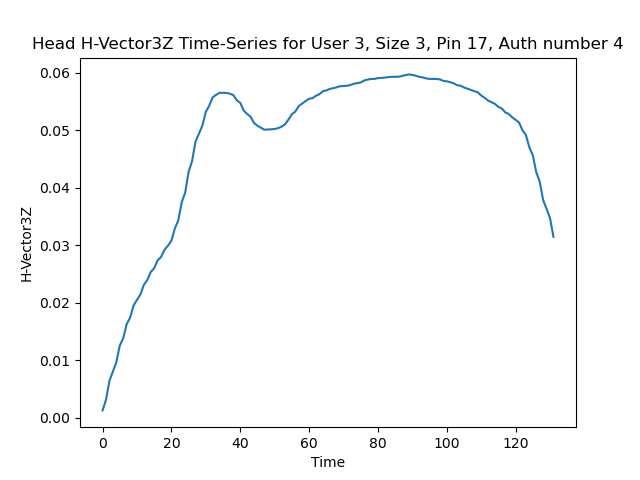 Head H-Vector3Z Time-Series for User 3, Size 3, Pin 17, Auth number 4
H-Vector3Z
0.06
0.05
0.04
0.03
0.02
0.01
0.00
0 20 40 60 80 100 120
Time